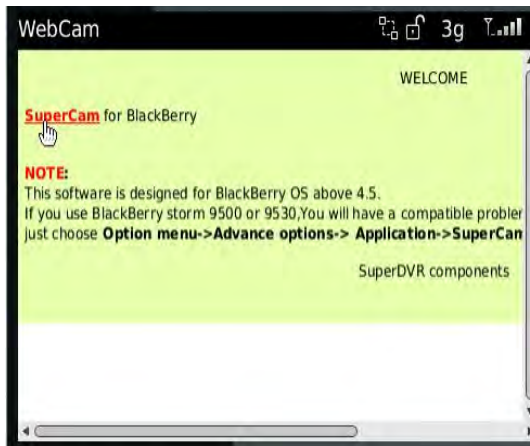 WebCam 3g
WELCOME
SuperCam for BlackBerry
NOTE:
This software is designed for BlackBerry OS above 4.5.
If you use BlackBerry storm 9500 or 9530,You will have a compatible
just choose Option menu->Advance options-> Application->SuperCam
SuperDVR components